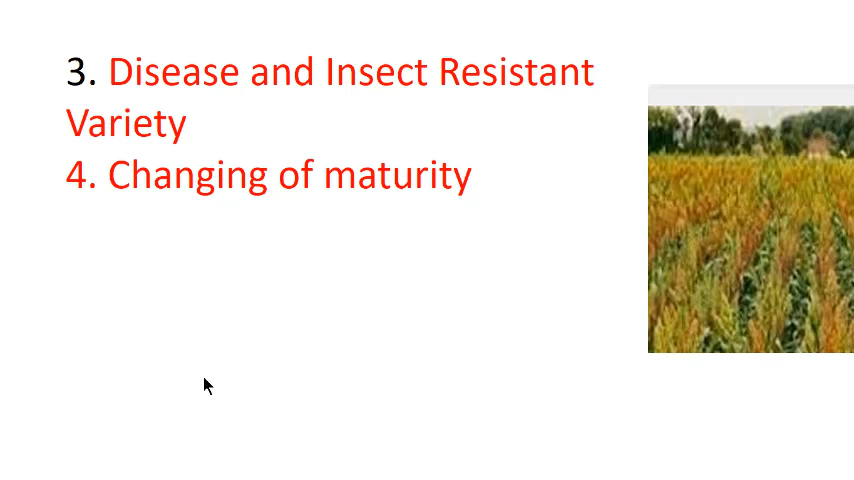 3. Disease and Insect Resistant
Variety
4. Changing of maturity